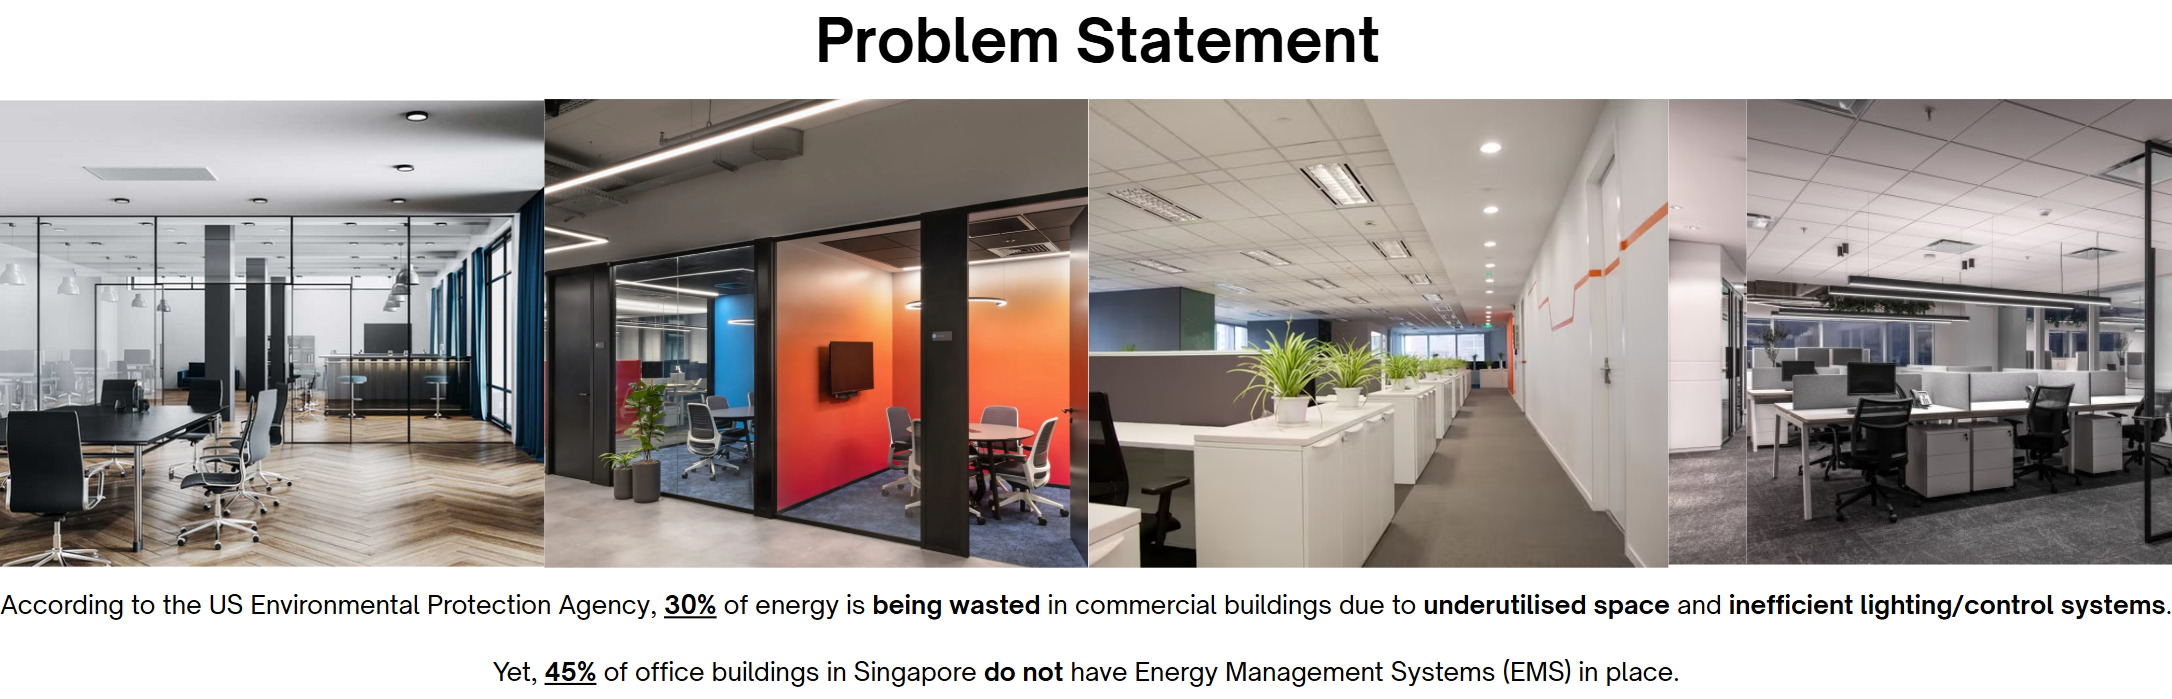 Problem Statement
According to the US Environmental Protection Agency, 30% of energy is being wasted in commercial buildings due to underutilised space and inefficient lighting/control systems.
Yet, 45% of office buildings in Singapore do not have Energy Management Systems (EMS) in place.